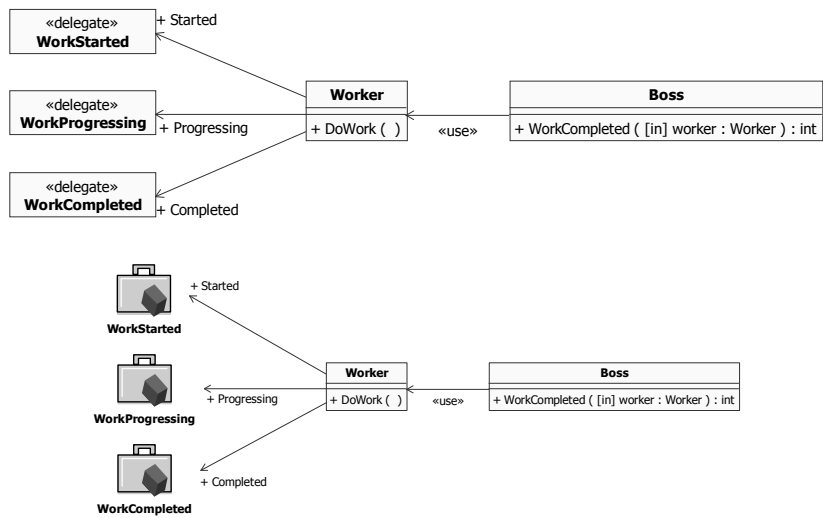 «delegate»
WorkStarted
+ Started
«delegate»
WorkProgressing
+ Progressing
«delegate»
WorkCompleted
+ Completed
Worker
+ DoWork ( )
«use»
Boss
+ WorkCompleted ( [in] worker : Worker ) : int
+ Started
WorkStarted
+ Progressing
WorkProgressing
+ Completed
WorkCompleted
Worker
+ DoWork ( )
«use»
Boss
+ WorkCompleted ( [in] worker : Worker ) : int